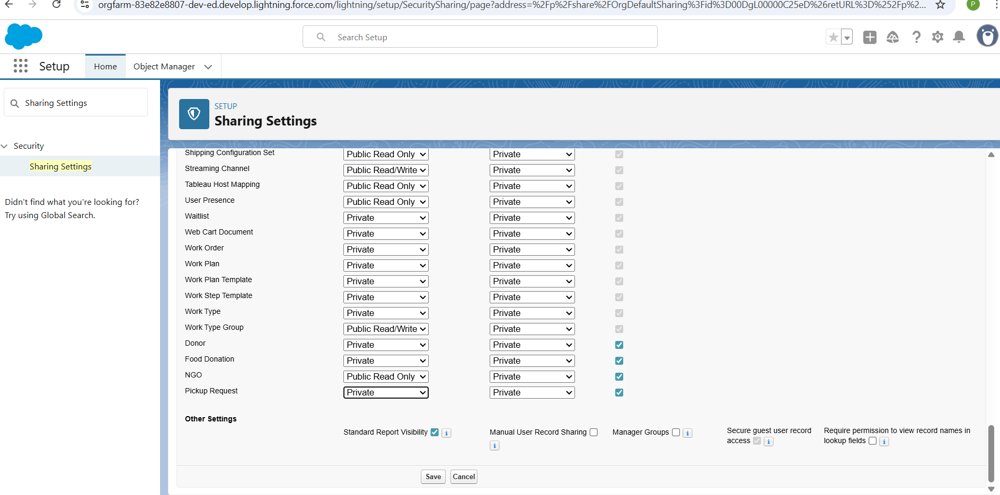 orgfarm-83e82e8807-dev-ed.develop.lightning.force.com/lightning/setup/SecuritySharing/page?address=%2Fp%2Fshare%2FOrgDefaultSharing%3Fid%3D00DgL00000C25eD%26retURL%3D%252Fp%2...
P
Search Setup
Setup
Home
Object Manager
Sharing Settings
Security
Sharing Settings
Didn't find what you're looking for?
Try using Global Search.
SETUP
Sharing Settings
Shipping Configuration Set Public Read Only Private
Streaming Channel Public Read/Write Private
Tableau Host Mapping Public Read Only Private
User Presence Public Read Only Private
Waitlist Private Private
Web Cart Document Private Private
Work Order Private Private
Work Plan Private Private
Work Plan Template Private Private
Work Step Template Private Private
Work Type Private Private
Work Type Group Public Read/Write Private
Donor Private Private
Food Donation Private Private
NGO Public Read Only Private
Pickup Request Private Private
Other Settings
Standard Report Visibility i
Manual User Record Sharing
i
Manager Groups i
Secure guest user record
access i
Require permission to view record names in
lookup fields i
Save Cancel